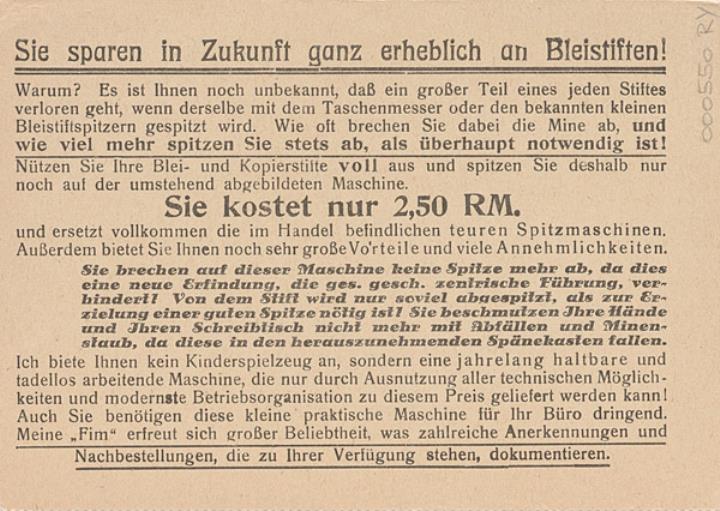 Sie sparen in Zukunft ganz erheblich an Bleistiften!
Warum? Es ist Ihnen noch unbekannt, daß ein großer Teil eines jeden Stiftes
verloren geht, wenn derselbe mit dem Taschenmesser oder den bekannten kleinen
Bleistiftspitzern gespitzt wird. Wie oft brechen Sie dabei die Mine ab, und
wie viel mehr spitzen Sie stets ab, als überhaupt notwendig ist!
Nützen Sie Ihre Blei- und Kopierstifte voll aus und spitzen Sie deshalb nur
noch auf der umstehend abgebildeten Maschine.
Sie kostet nur 2,50 RM.
und ersetzt vollkommen die im Handel befindlichen teuren Spitzmaschinen.
Außerdem bietet Sie Ihnen noch sehr große Vorteile und viele Annehmlichkeiten.
Sie brechen auf dieser Maschine keine Spitze mehr ab, da dies
eine neue Erfindung, die ges. gesch. zentrische Führung, ver-
hindert! Von dem Stift wird nur soviel abgespitzt, als zur Er-
zielung einer guten Spitze nötig ist! Sie beschmutzen Ihre Hände
und Ihren Schreibtisch nicht mehr mit Abfällen und Minen-
staub, da diese in den herauszunehmenden Spänekasten fallen.
Ich biete Ihnen kein Kinderspielzeug an, sondern eine jahrelang haltbare und
tadellos arbeitende Maschine, die nur durch Ausnutzung aller technischen Möglich-
keiten und modernste Betriebsorganisation zu diesem Preis geliefert werden kann!
Auch Sie benötigen diese kleine praktische Maschine für Ihr Büro dringend.
Meine „Fim“ erfreut sich großer Beliebtheit, was zahlreiche Anerkennungen und
Nachbestellungen, die zu Ihrer Verfügung stehen, dokumentieren.
000550 RY